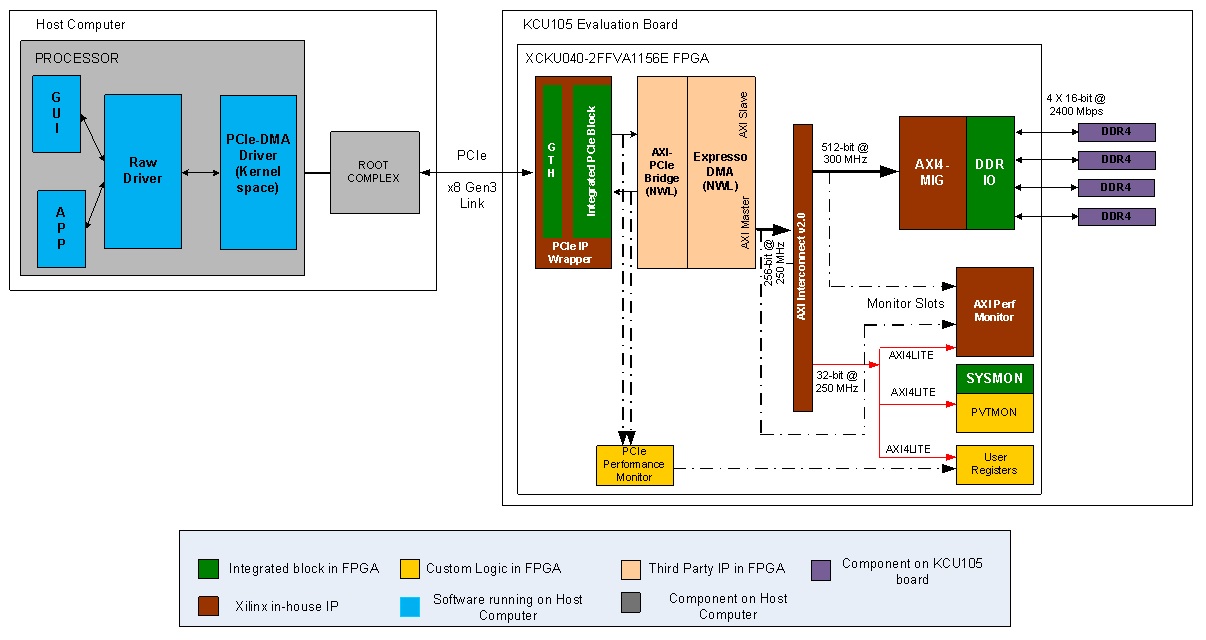 Host Computer
PROCESSOR
G
U
I
A
P
P
Raw
Driver
PCIe-DMA
Driver
(Kernel
space)
ROOT
COMPLEX
PCIe
x8 Gen3
Link
KCU105 Evaluation Board
XCKU040-2FFVA1156E FPGA
G
T
H
Integrated PCIe Block
PCIe IP
Wrapper
AXI-
PCIe
Bridge
(NWL)
Expresso
DMA
(NWL)
AXI Slave
AXI Master
256-bit @
250 MHz
AXI Interconnect v2.0
512-bit @
300 MHz
AXI4-
MIG
DDR
IO
4 X 16-bit @
2400 Mbps
DDR4
DDR4
DDR4
DDR4
Monitor Slots
AXI Perf
Monitor
32-bit @
250 MHz
AXI4LITE
AXI4LITE
AXI4LITE
SYSMON
PVTMON
User
Registers
PCIe
Performance
Monitor
Integrated block in FPGA
Custom Logic in FPGA
Third Party IP in FPGA
Component on KCU105
board
Xilinx in-house IP
Software running on Host
Computer
Component on Host
Computer